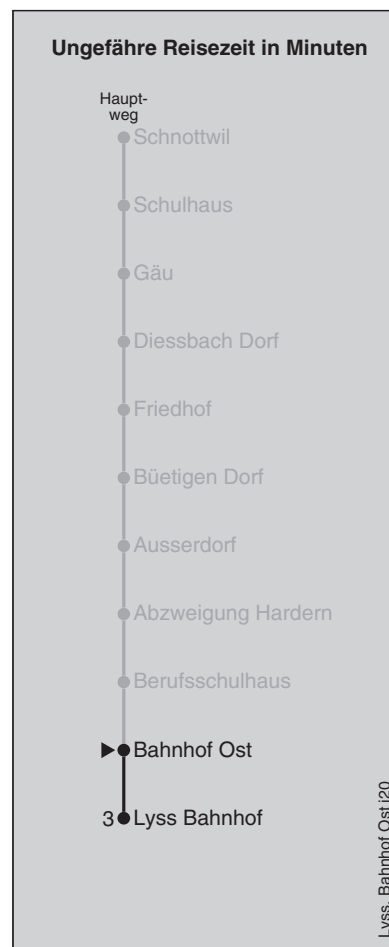 Ungefähre Reisezeit in Minuten
Haupt-
weg
Schnottwil
Schulhaus
Gäu
Diessbach Dorf
Friedhof
Büetigen Dorf
Ausserdorf
Abzweigung Hardern
Berufsschulhaus
Bahnhof Ost
3 Lyss Bahnhof
Lyss, Bahnhof Ost j20